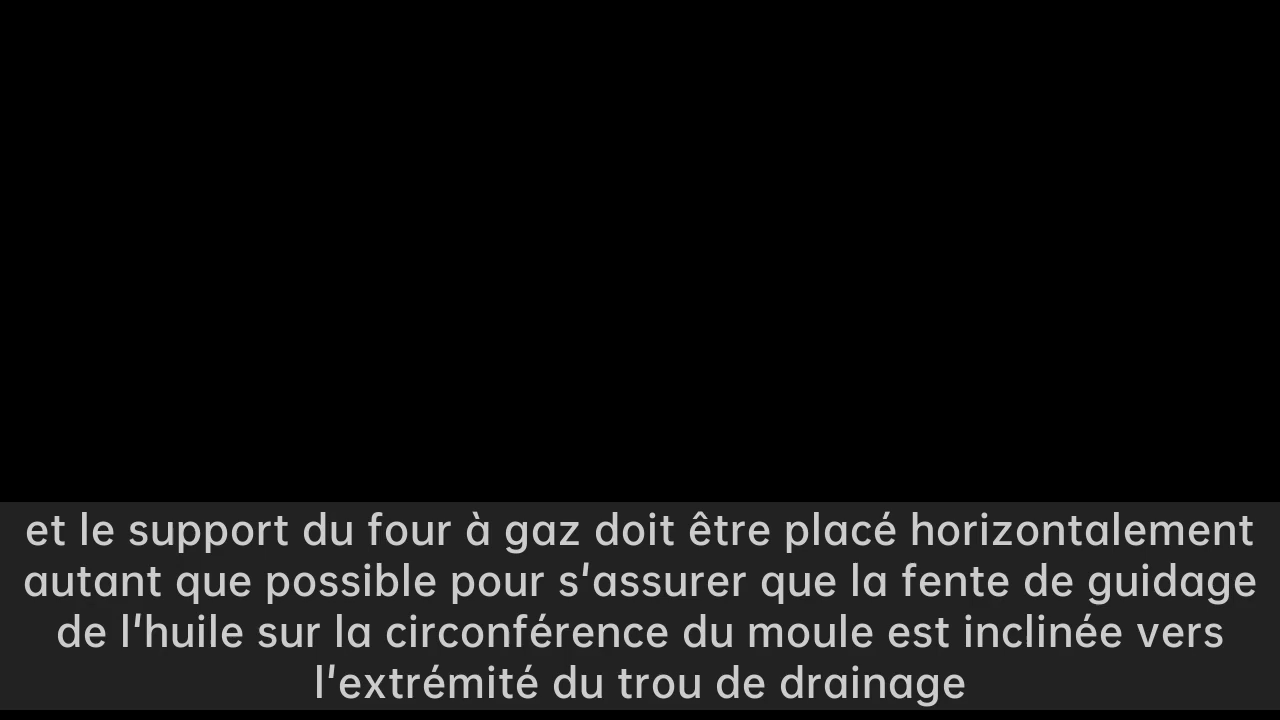 et le support du four à gaz doit être placé horizontalement
autant que possible pour s'assurer que la fente de guidage
de l'huile sur la circonférence du moule est inclinée vers
l'extrémité du trou de drainage